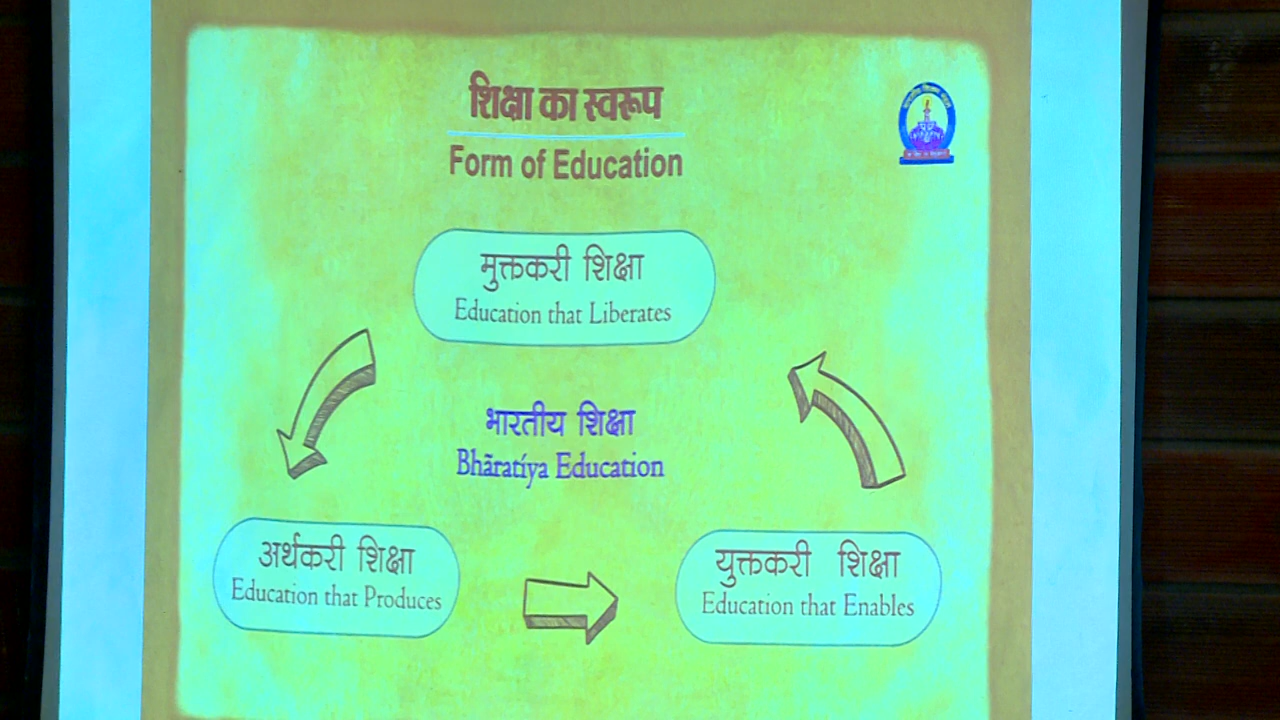 शिक्षा का स्वरूप
Form of Education
मुक्तकरी शिक्षा
Education that Liberates
भारतीय शिक्षा
Bhāratíya Education
अर्थकरी शिक्षा
Education that Produces
युक्तकरी शिक्षा
Education that Enables